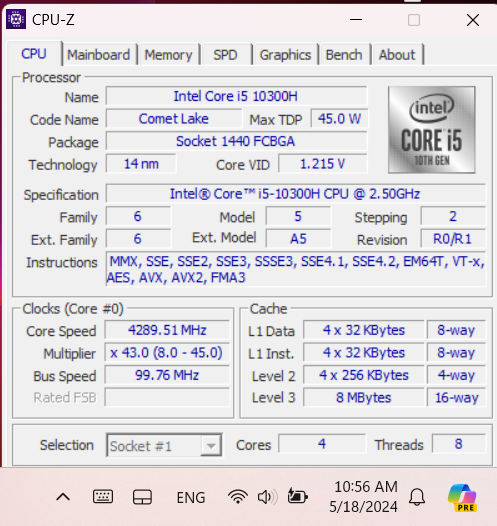 CPU-Z
CPU Mainboard Memory SPD Graphics Bench About
Processor
Name Intel Core i5 10300H
Code Name Comet Lake Max TDP 45.0 W
Package Socket 1440 FCBGA
Technology 14 nm Core VID 1.215 V
intel
CORE i5
10TH GEN
Specification Intel® Core™ i5-10300H CPU @ 2.50GHz
Family 6 Model 5 Stepping 2
Ext. Family 6 Ext. Model A5 Revision R0/R1
Instructions MMX, SSE, SSE2, SSE3, SSSE3, SSE4.1, SSE4.2, EM64T, VT-x,
AES, AVX, AVX2, FMA3
Clocks (Core #0)
Core Speed 4289.51 MHz
Multiplier x 43.0 (8.0 - 45.0)
Bus Speed 99.76 MHz
Rated FSB
Cache
L1 Data 4 x 32 KBytes 8-way
L1 Inst. 4 x 32 KBytes 8-way
Level 2 4 x 256 KBytes 4-way
Level 3 8 MBytes 16-way
Selection Socket #1 Cores 4 Threads 8
ENG 10:56 AM
5/18/2024
PRE